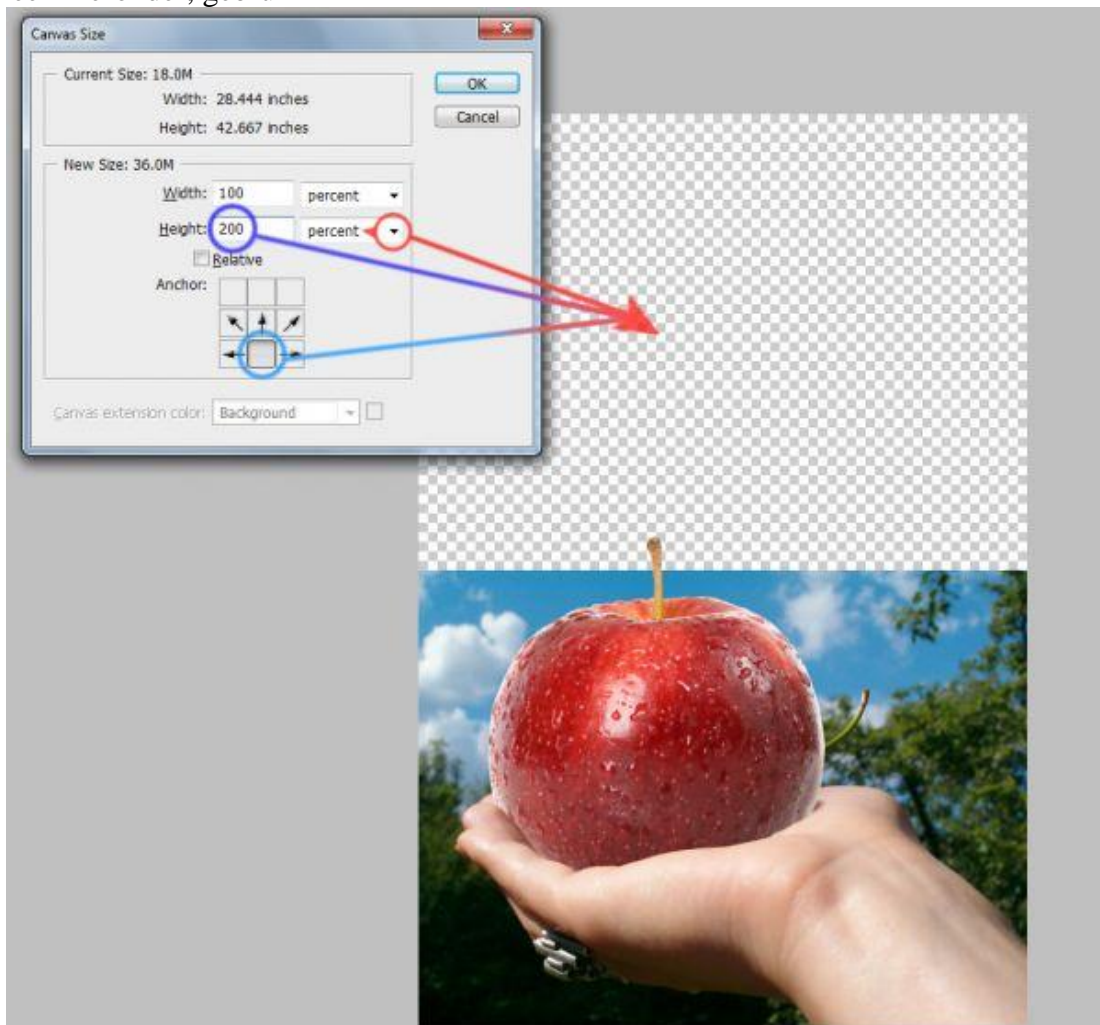 Canvas Size
Current Size: 18.0M
Width: 28.444 inches
Height: 42.667 inches
OK
Cancel
New Size: 36.0M
Width: 100 percent
Height: 200 percent
Relative
Anchor:
Canvas extension color: Background